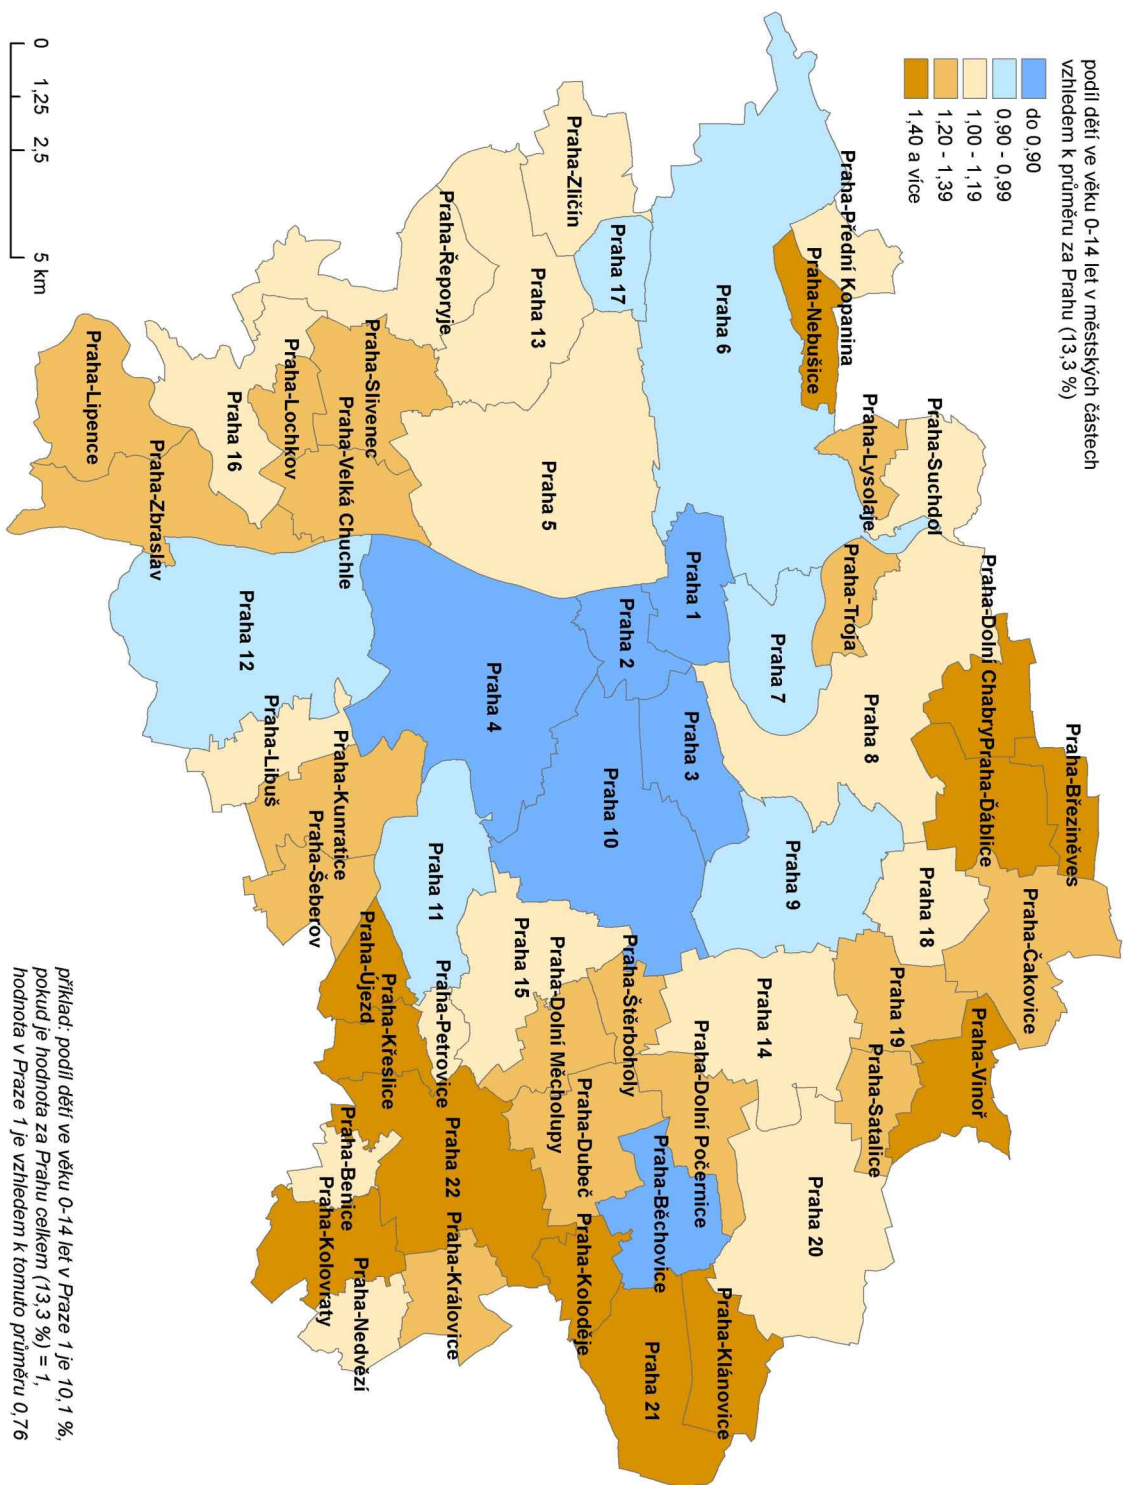 podíl dětí ve věku 0-14 let v městských částech
vzhledem k průměru za Prahu (13,3 %)
do 0,90
0,90 - 0,99
1,00 - 1,19
1,20 - 1,39
1,40 a více
Praha-Březiněves
Praha-Čakovice
Praha-Dolní Chabry
Praha-Ďáblice
Praha-Vinoř
Praha-Suchdol
Praha 18
Praha 19
Praha-Satalice
Praha-Přední Kopanina
Praha-Lysolaje
Praha-Troja
Praha 8
Praha-Nebušice
Praha 20
Praha 7
Praha 9
Praha 14
Praha 6
Praha-Klánovice
Praha-Dolní Počernice
Praha 1
Praha 3
Praha-Běchovice
Praha 21
Praha 17
Praha 2
Praha 10
Praha-Štěrboholy
Praha-Zličín
Praha-Dubeč
Praha-Koloděje
Praha 5
Praha-Dolní Měcholupy
Praha 13
Praha 15
Praha 4
Praha-Řeporyje
Praha 22
Praha-Královice
Praha 11
Praha-Petrovice
Praha-Slivenec
Praha-Křeslice
Praha-Újezd
Praha-Nedvězí
Praha-Velká Chuchle
Praha-Kunratice
Praha-Benice
Praha-Kolovraty
Praha-Šeberov
Praha-Lochkov
Praha-Libuš
Praha 12
Praha 16
Praha-Zbraslav
Praha-Lipence
0 1,25 2,5 5 km
příklad: podíl dětí ve věku 0-14 let v Praze 1 je 10,1 %,
pokud je hodnota za Prahu celkem (13,3 %) = 1,
hodnota v Praze 1 je vzhledem k tomuto průměru 0,76